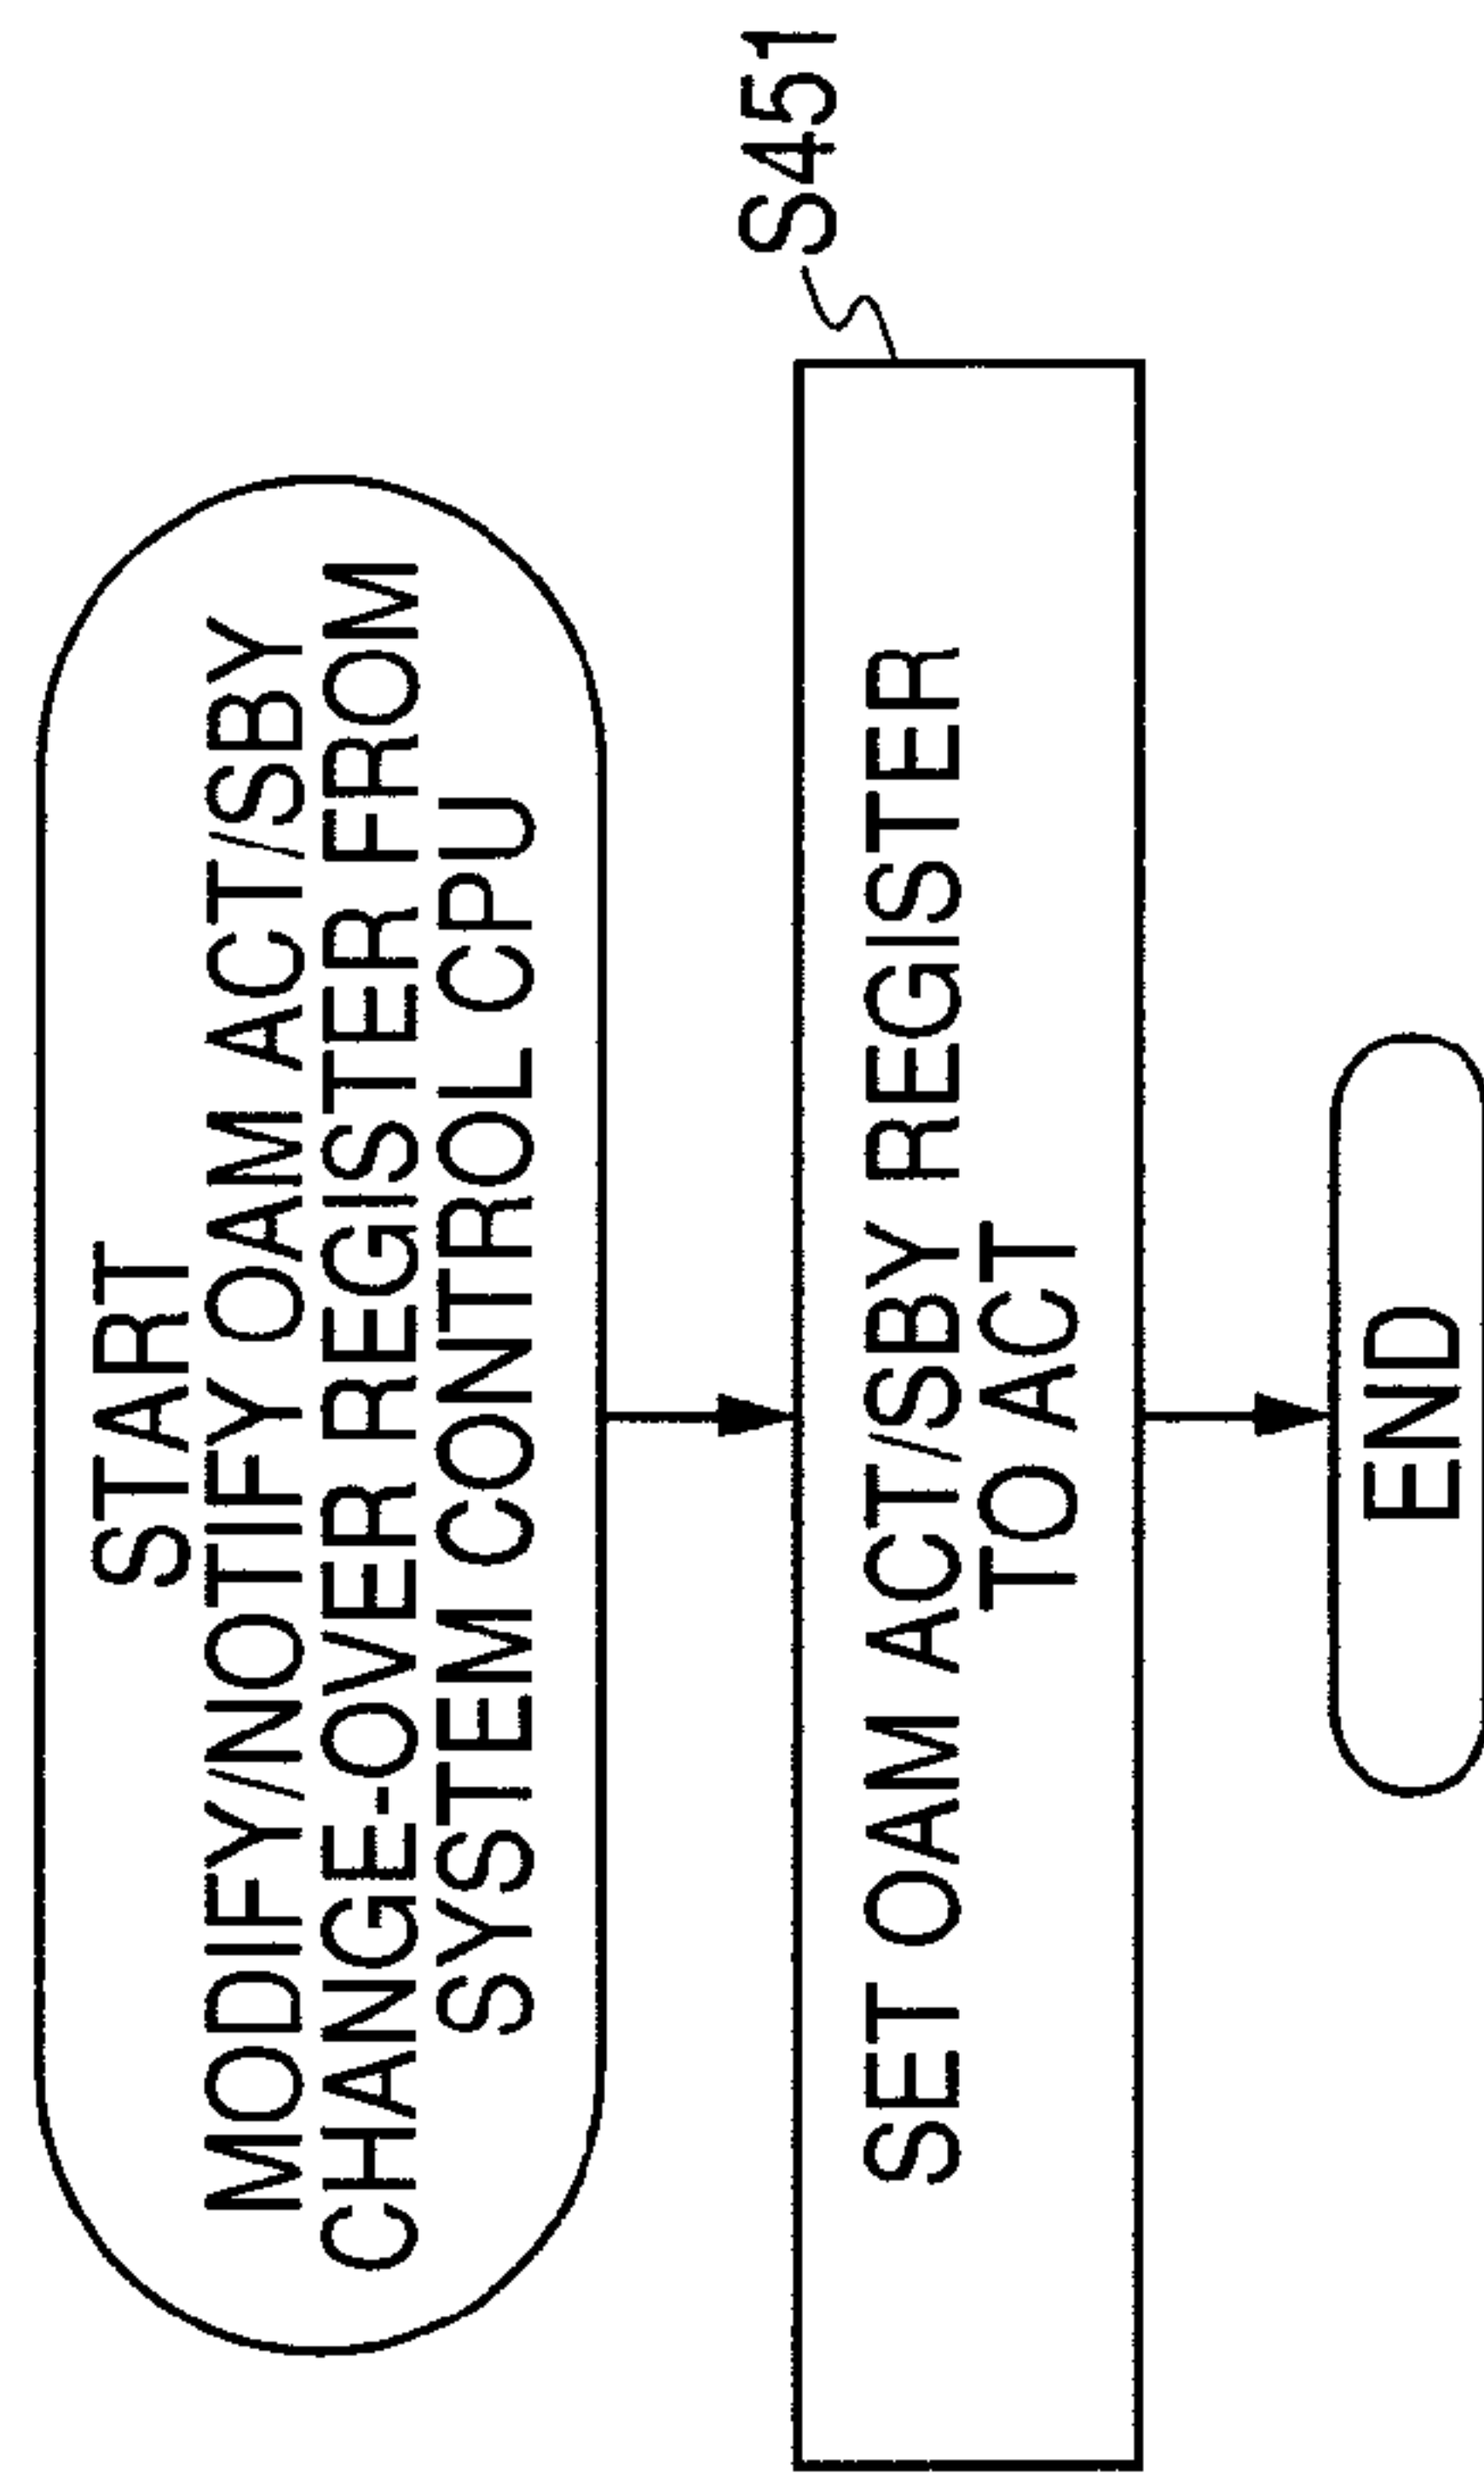 START
MODIFY/NOTIFY OAM ACT/SBY
CHANGE-OVER REGISTER FROM
SYSTEM CONTROL CPU
S451
SET OAM ACT/SBY REGISTER
TO ACT
END